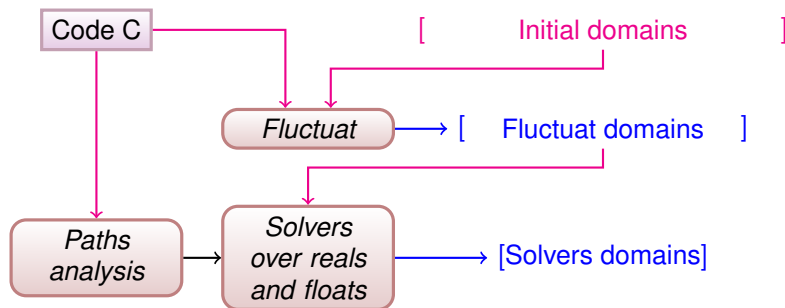 Code C
[ Initial domains ]
Fluctuat
[ Fluctuat domains ]
Paths
analysis
Solvers
over reals
and floats
[Solvers domains]